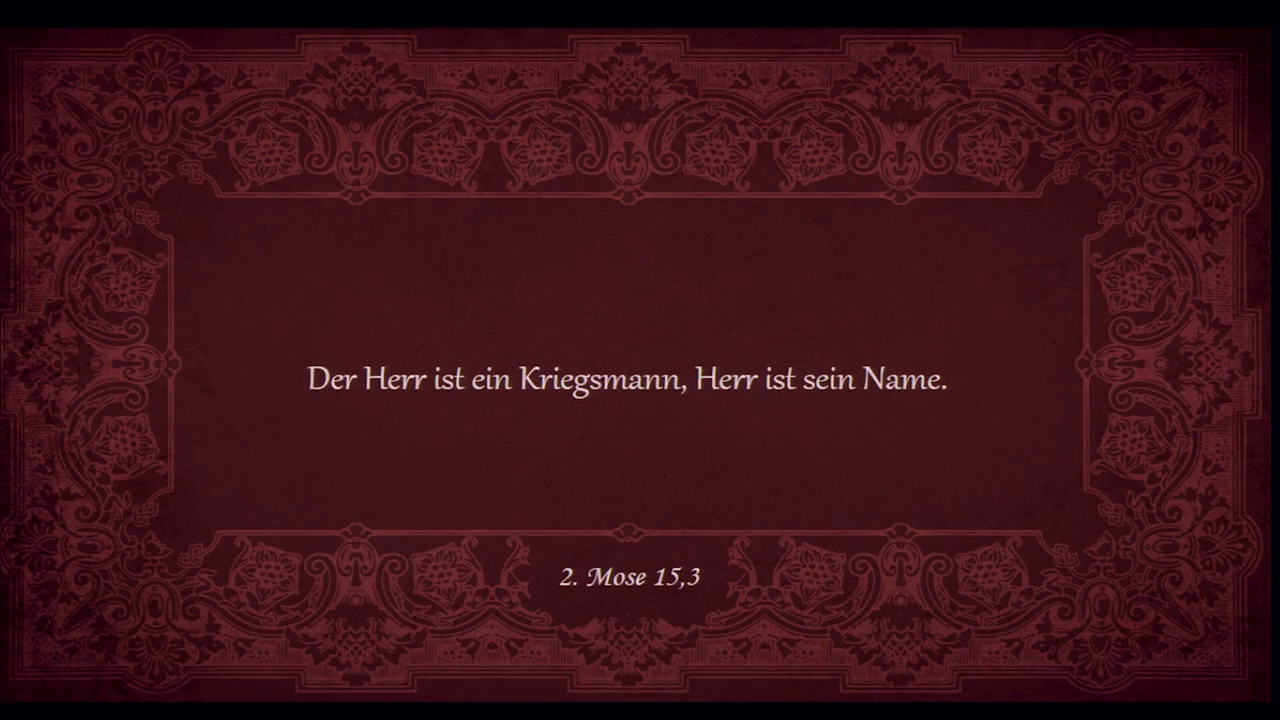 Der Herr ist ein Kriegsmann, Herr ist sein Name.
2. Mose 15,3